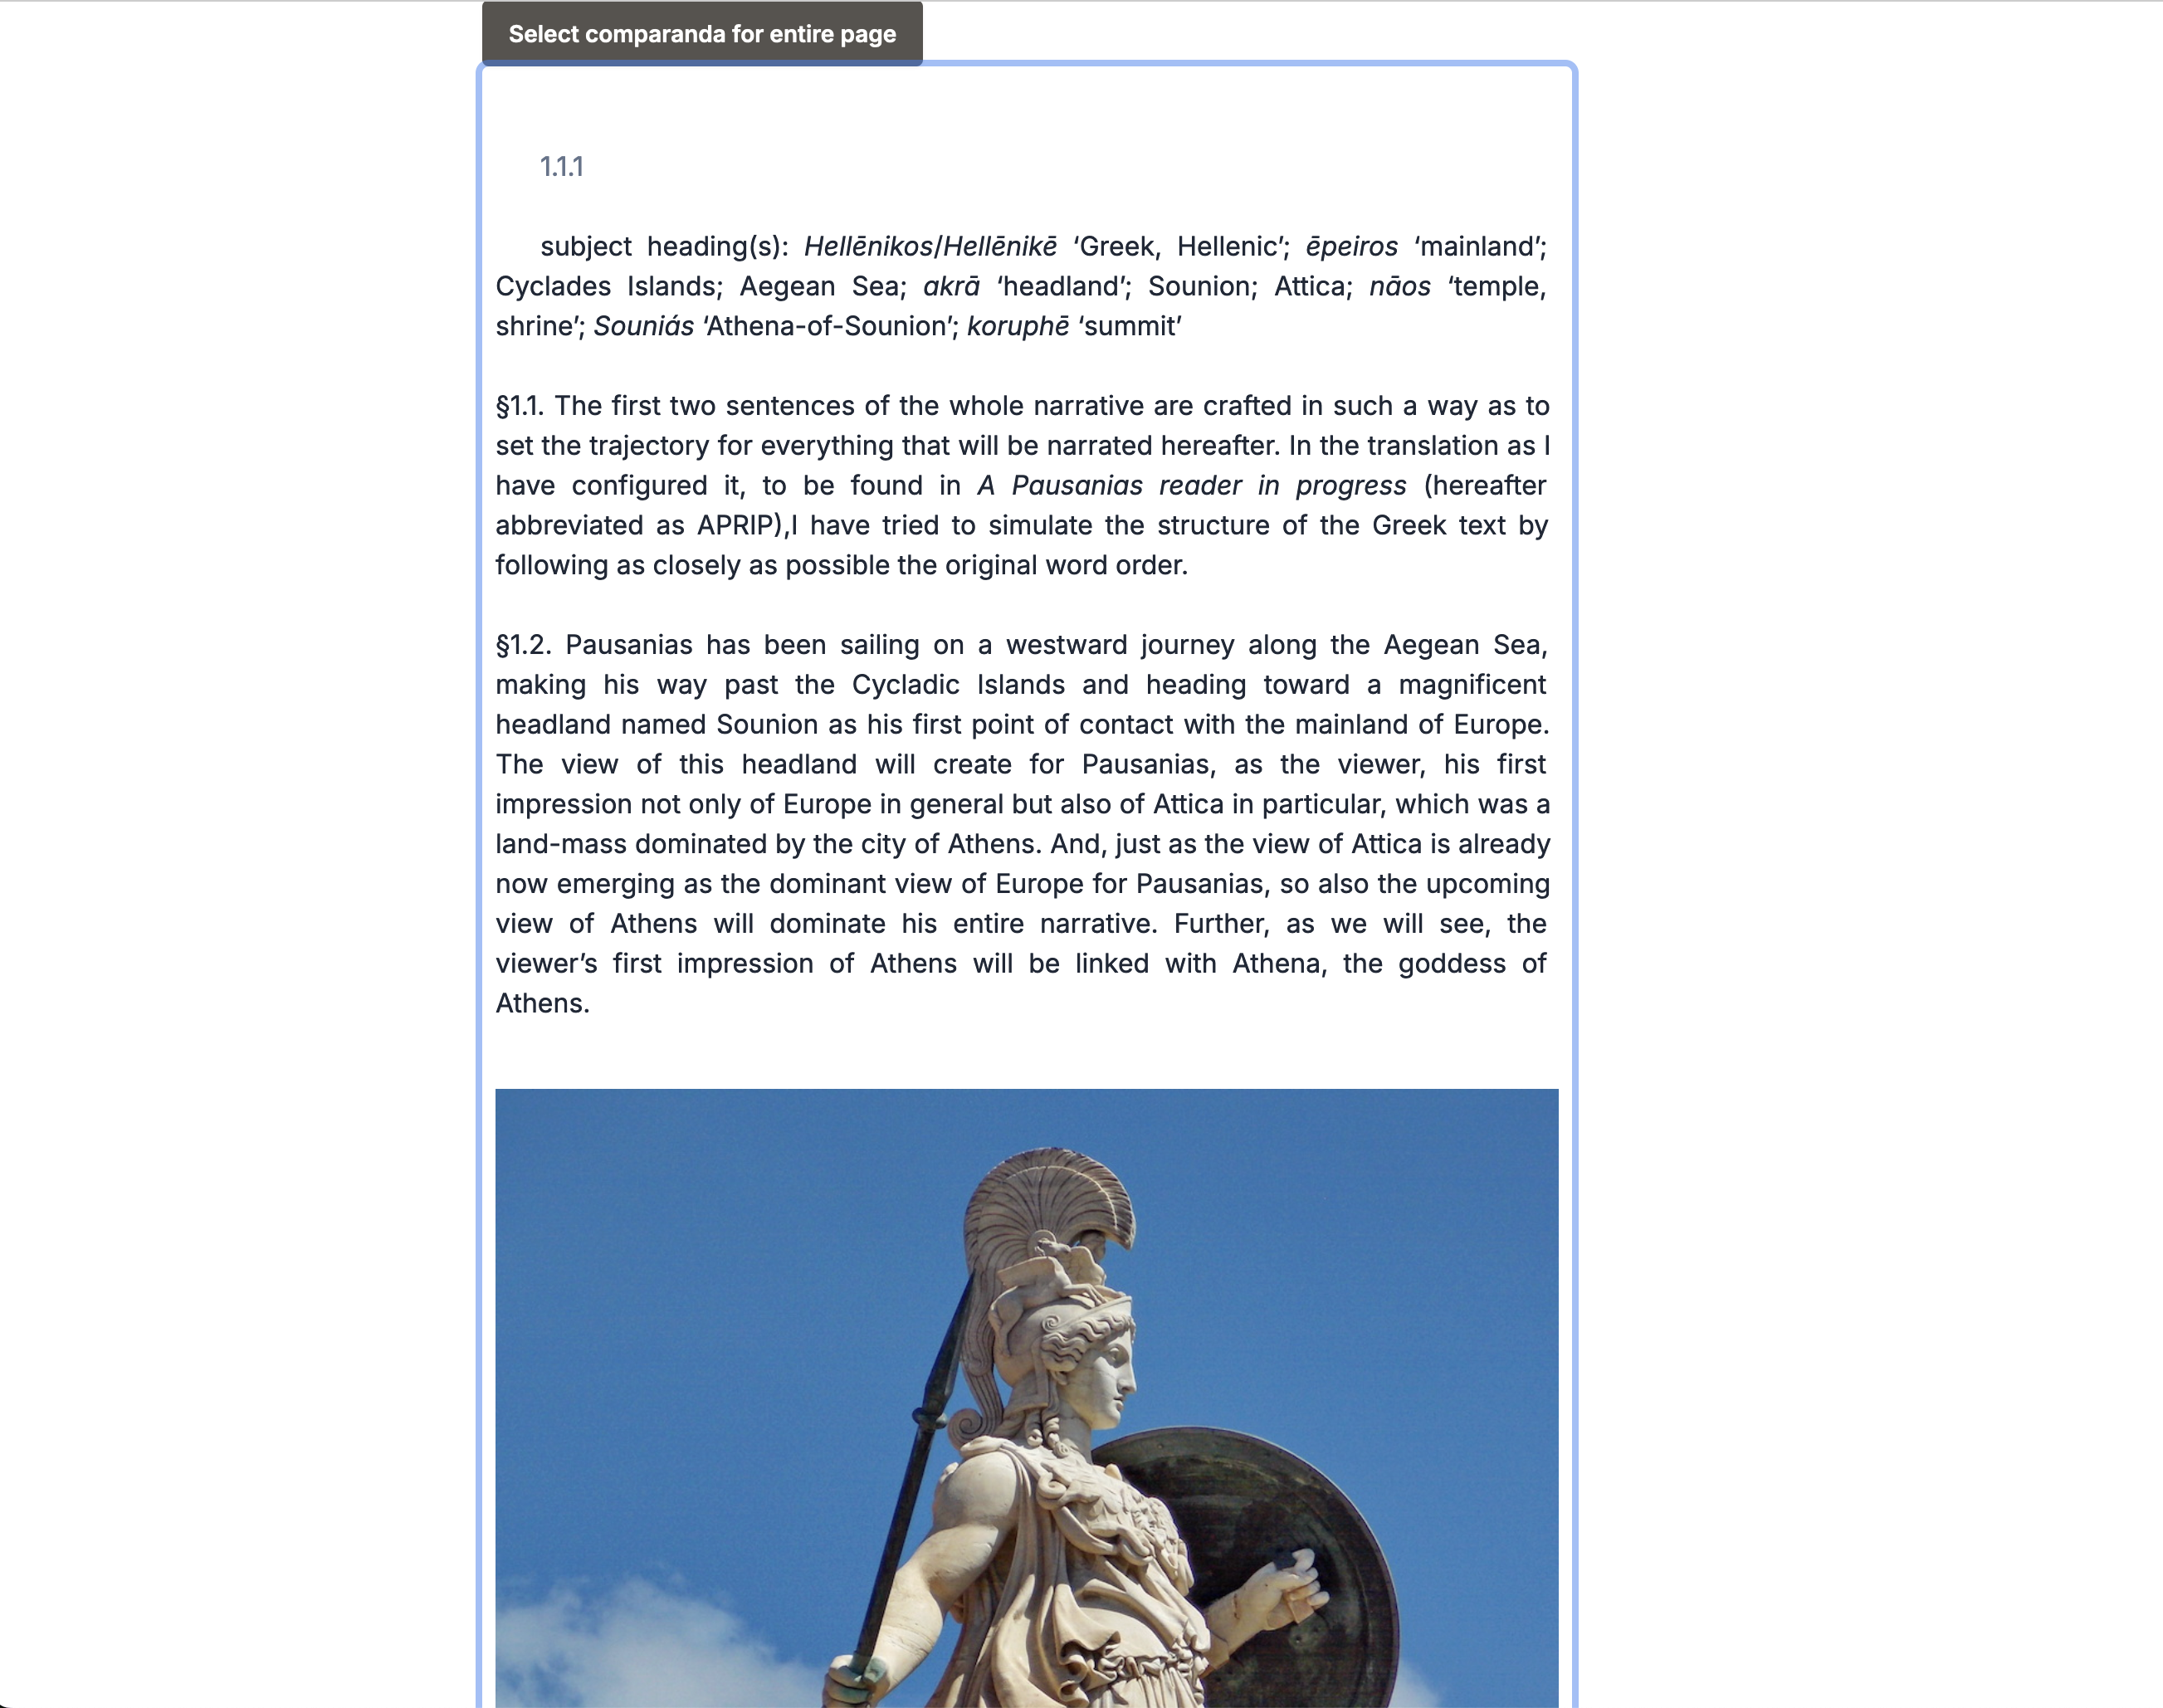 Select comparanda for entire page
1.1.1
subject heading(s): Hellēnikos/Hellēnikē ‘Greek, Hellenic’; ēpeiros ‘mainland’;
Cyclades Islands; Aegean Sea; akrā ‘headland’; Sounion; Attica; nāos ‘temple,
shrine’; Souniás ‘Athena-of-Sounion’; koruphē ‘summit’
§1.1. The first two sentences of the whole narrative are crafted in such a way as to
set the trajectory for everything that will be narrated hereafter. In the translation as I
have configured it, to be found in A Pausanias reader in progress (hereafter
abbreviated as APRIP),I have tried to simulate the structure of the Greek text by
following as closely as possible the original word order.
§1.2. Pausanias has been sailing on a westward journey along the Aegean Sea,
making his way past the Cycladic Islands and heading toward a magnificent
headland named Sounion as his first point of contact with the mainland of Europe.
The view of this headland will create for Pausanias, as the viewer, his first
impression not only of Europe in general but also of Attica in particular, which was a
land-mass dominated by the city of Athens. And, just as the view of Attica is already
now emerging as the dominant view of Europe for Pausanias, so also the upcoming
view of Athens will dominate his entire narrative. Further, as we will see, the
viewer’s first impression of Athens will be linked with Athena, the goddess of
Athens.